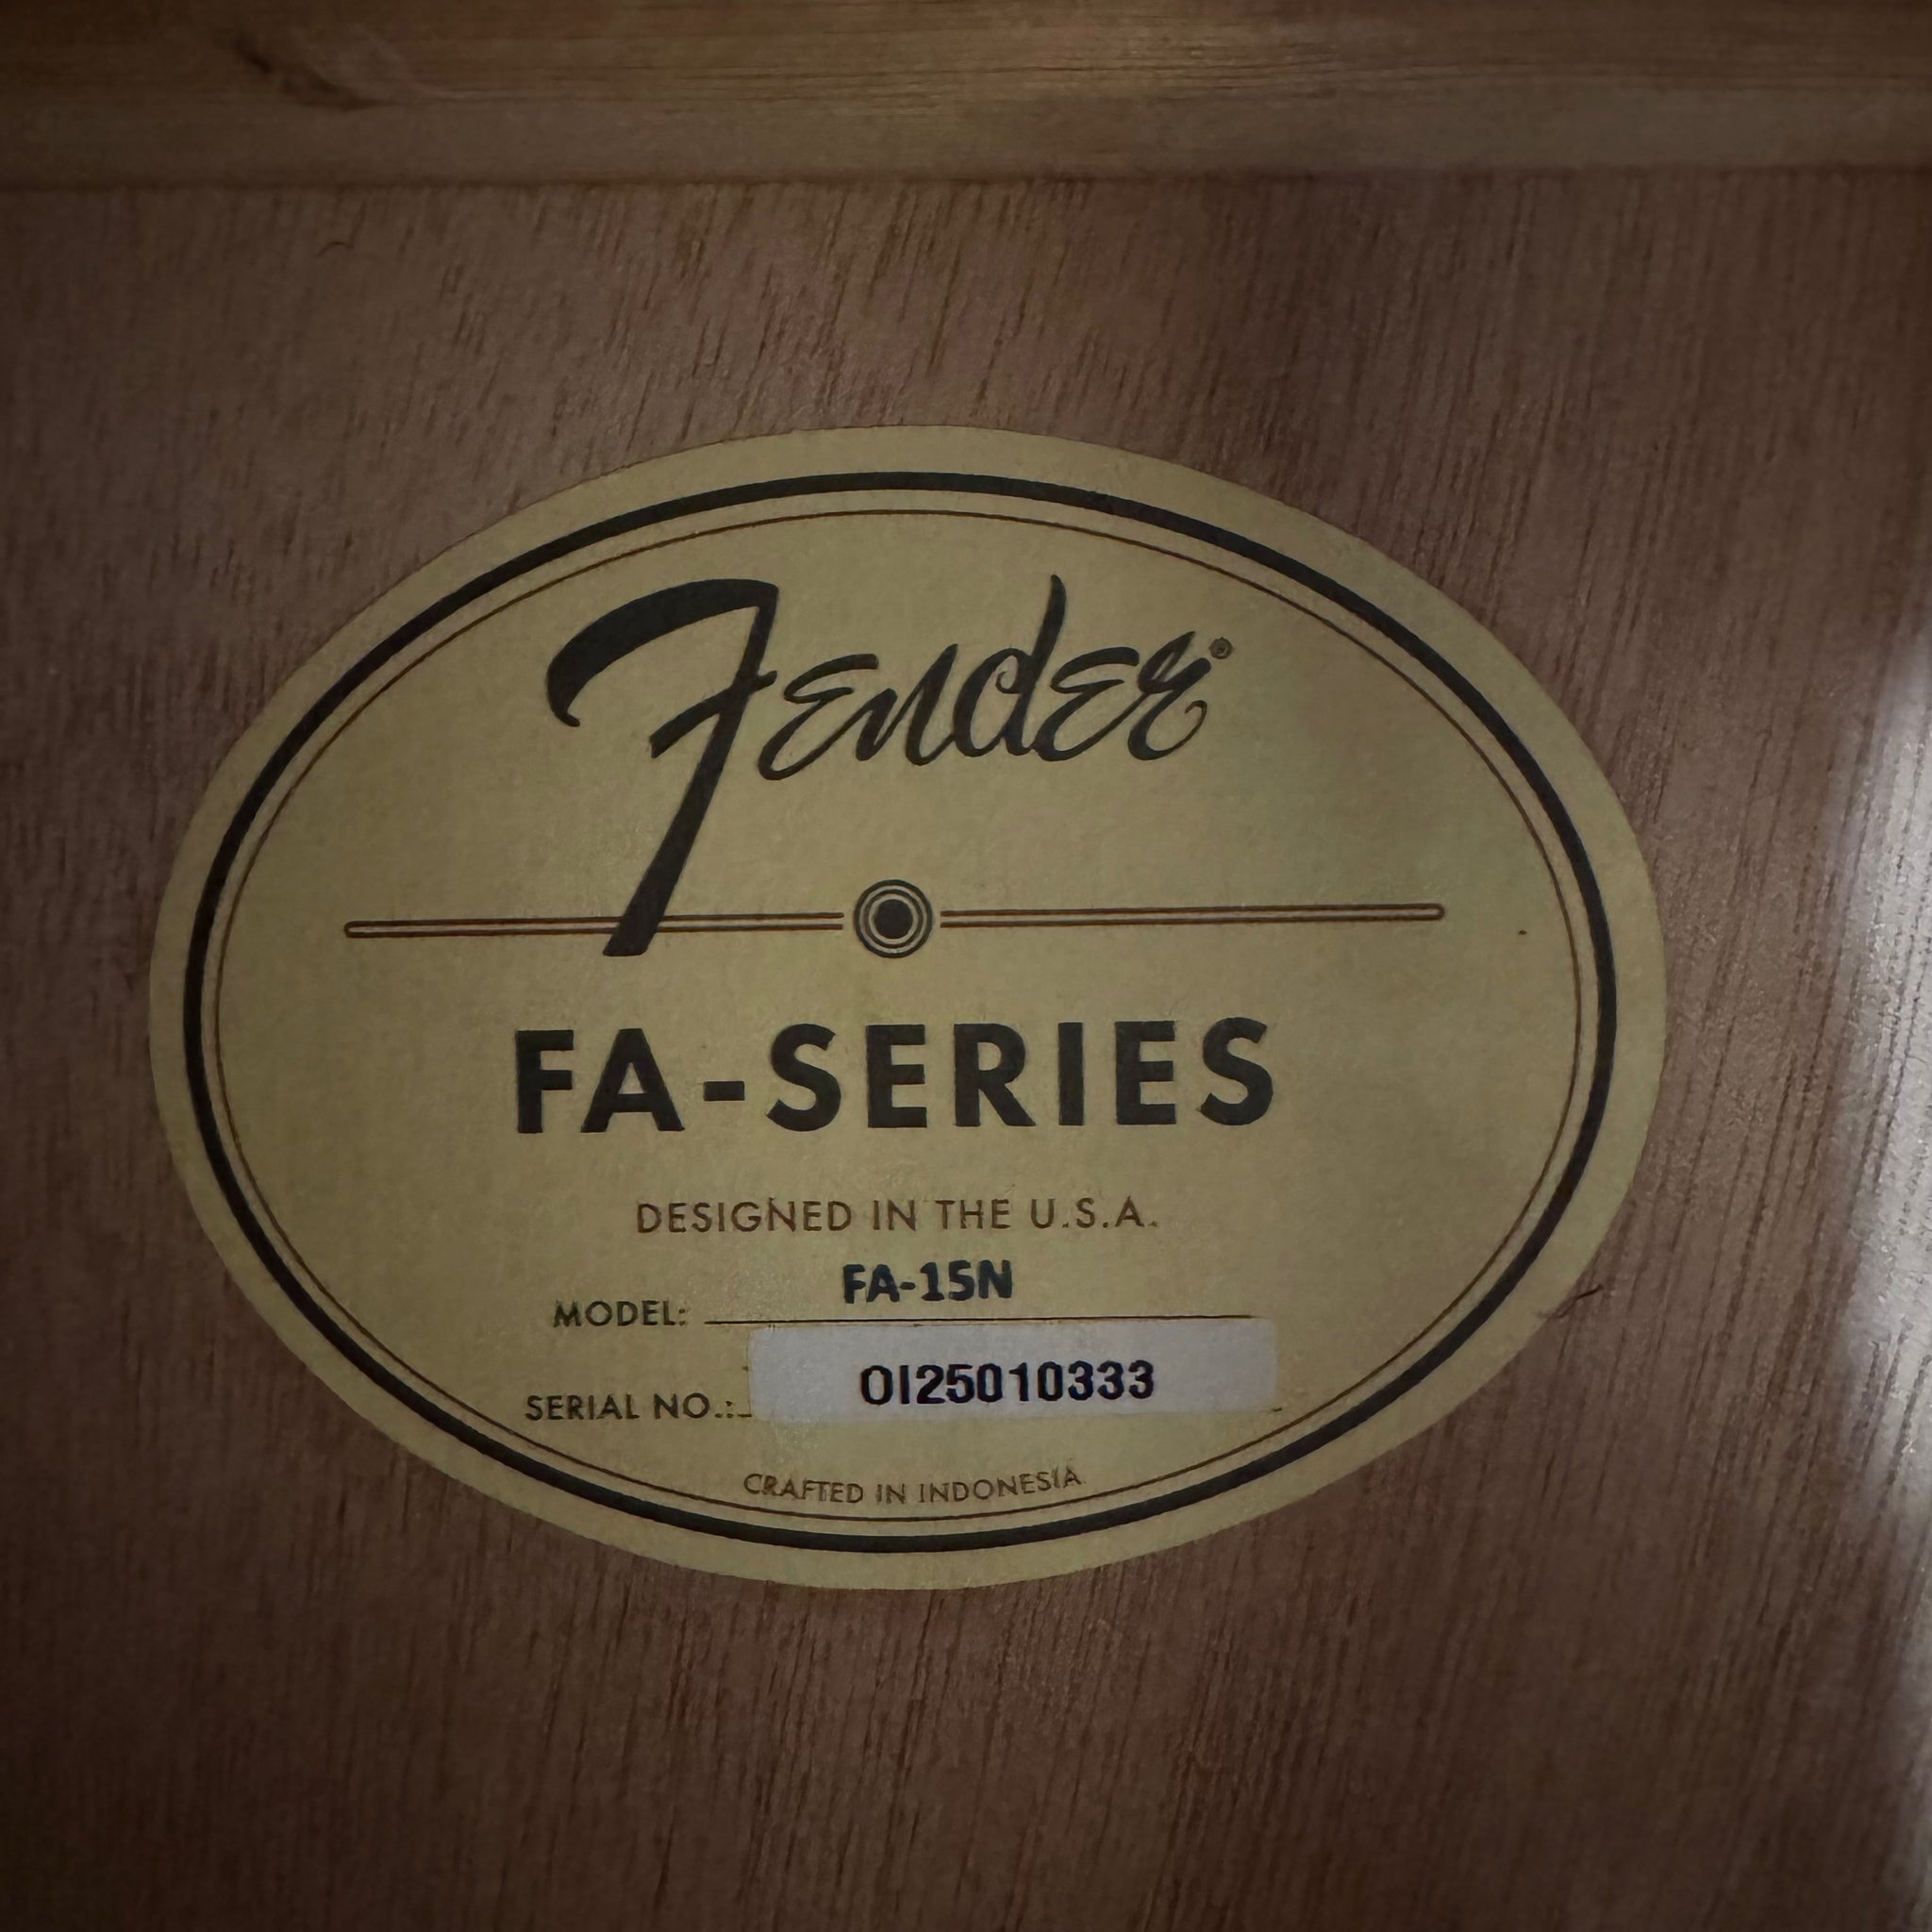 Fender®
FA-SERIES
DESIGNED IN THE U.S.A.
MODEL: FA-15N
SERIAL NO.: OI25010333
CRAFTED IN INDONESIA